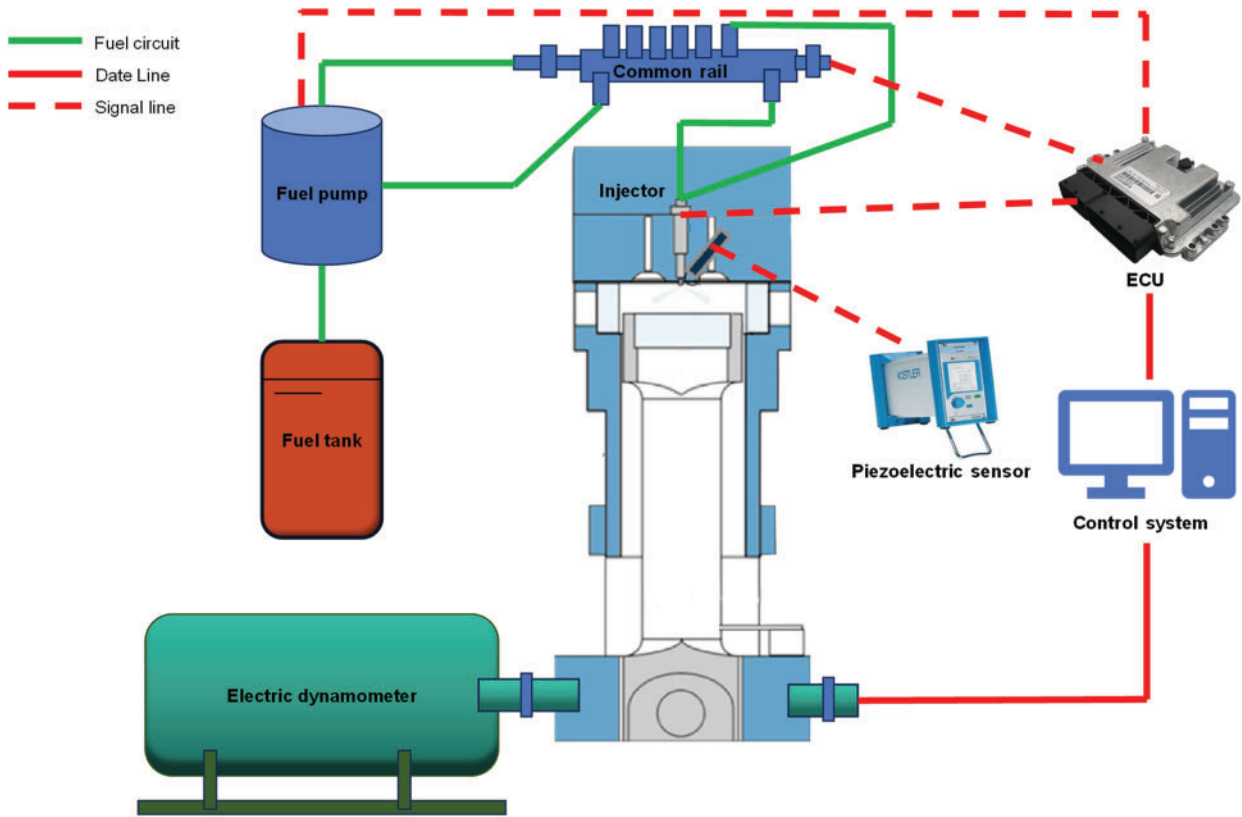 Fuel circuit
Date Line
Signal line
Common rail
Fuel pump
Injector
ECU
KISTLER
Fuel tank
Piezoelectric sensor
Control system
Electric dynamometer